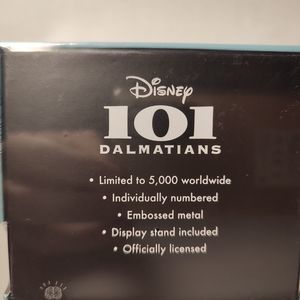 Disney
101
DALMATIANS
• Limited to 5,000 worldwide
• Individually numbered
• Embossed metal
• Display stand included
• Officially licensed